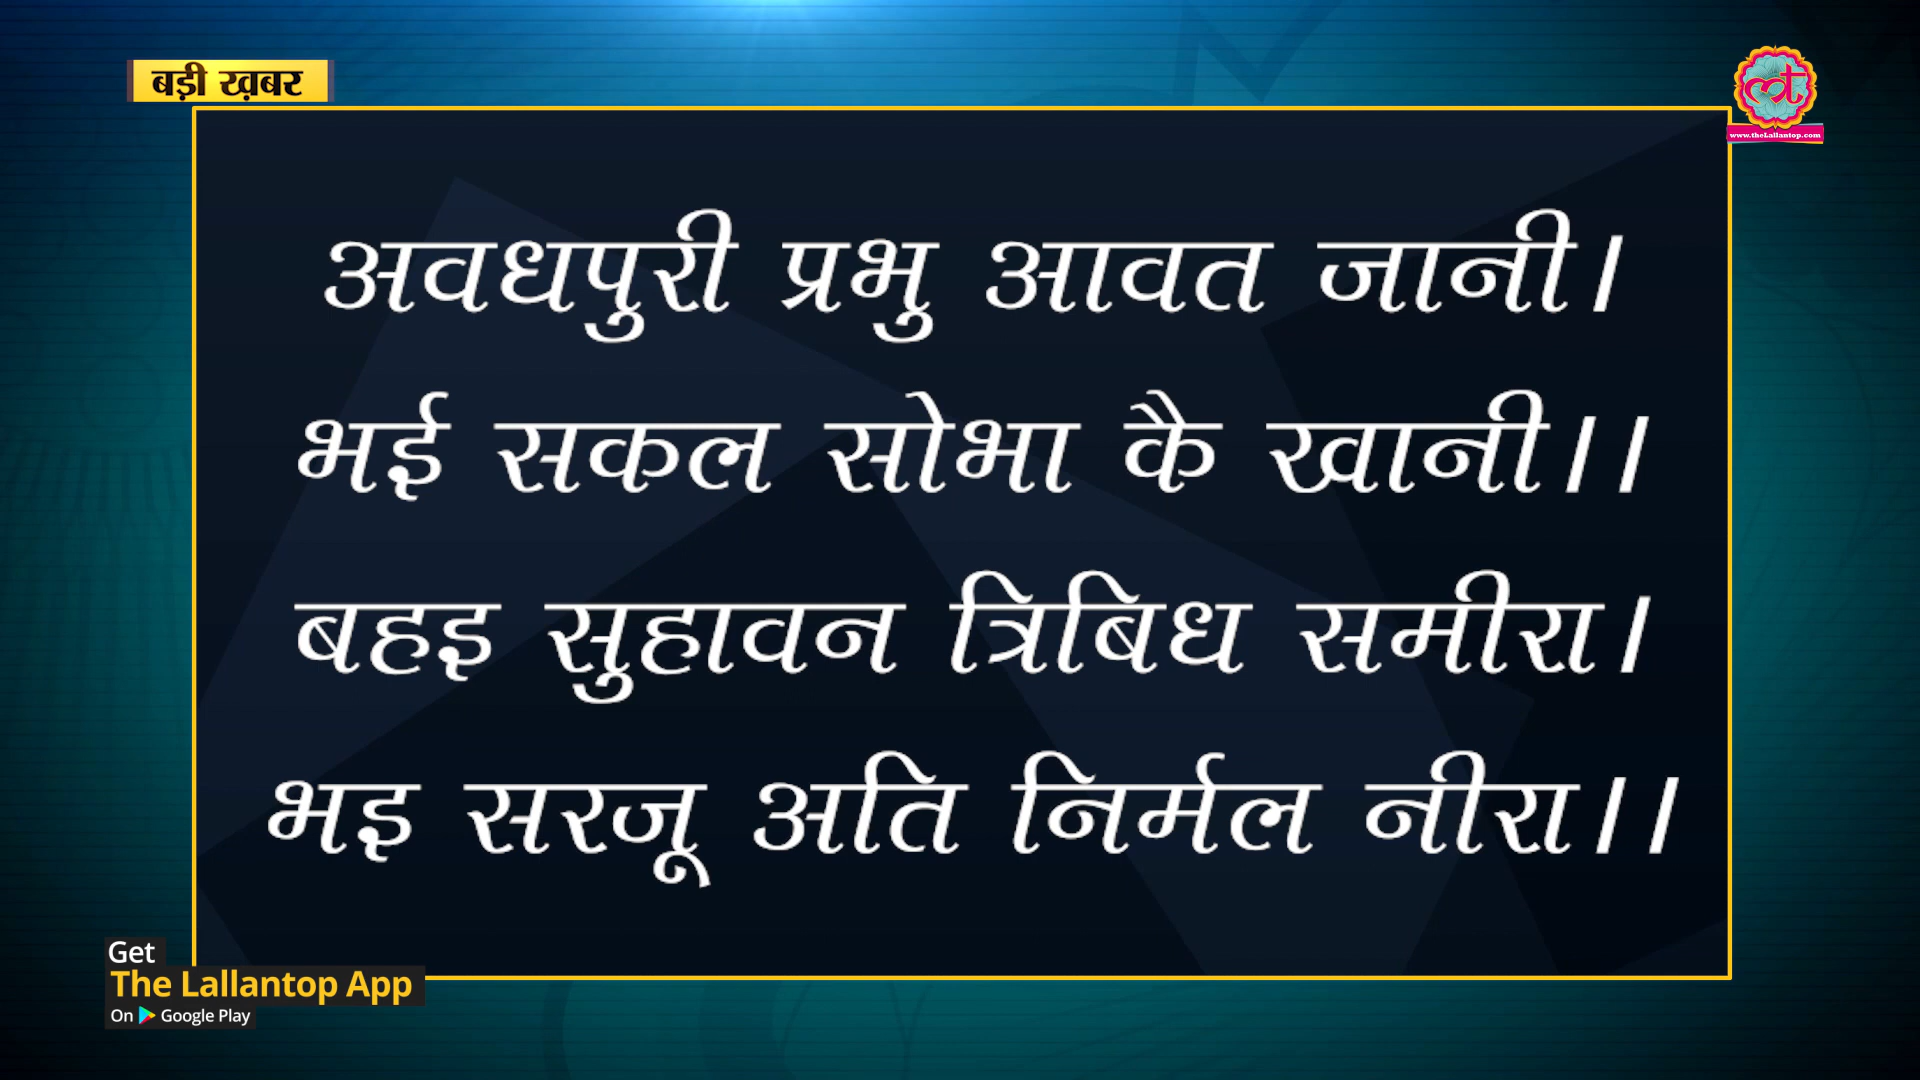 बड़ी ख़बर
www.theLallantop.com
अवधपुरी प्रभु आवत जानी।
भई सकल सोभा कै खानी।।
बहइ सुहावन त्रिबिध समीरा।
भइ सरजू अति निर्मल नीरा।।
Get
The Lallantop App
On Google Play